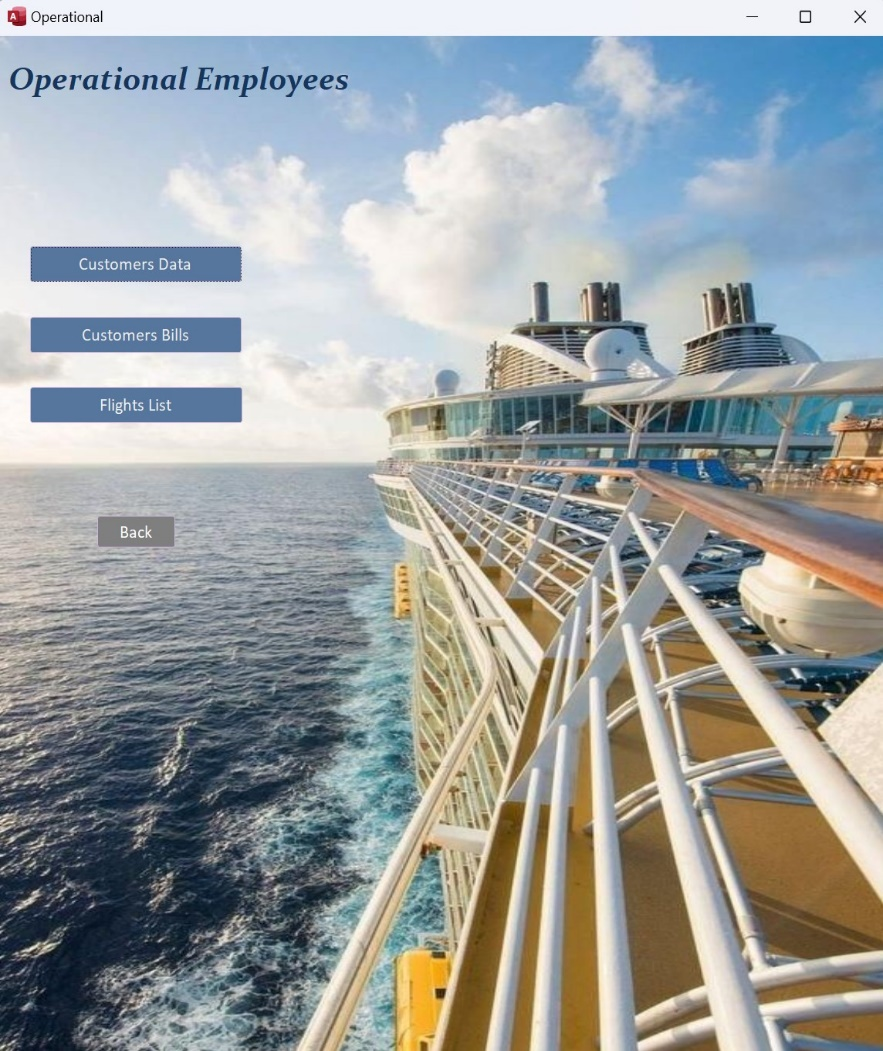 Operational
Operational Employees
Customers Data
Customers Bills
Flights List
Back